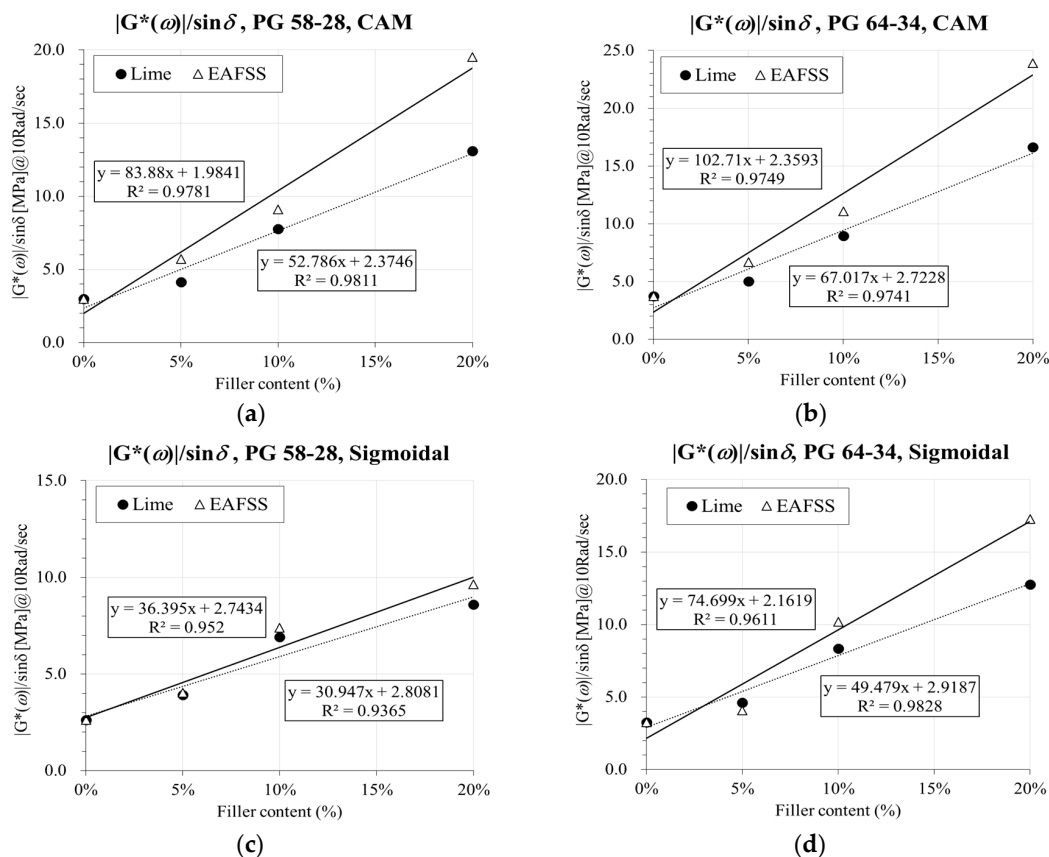 |G*(ω)|/sinδ , PG 58-28, CAM
|G*(ω)|/sinδ [MPa]@10Rad/sec
20.0
15.0
10.0
5.0
0.0
Lime EAFSS
y = 83.88x + 1.9841
R² = 0.9781
y = 52.786x + 2.3746
R² = 0.9811
0% 5% 10% 15% 20%
Filler content (%)
(a)
|G*(ω)|/sinδ , PG 64-34, CAM
|G*(ω)|/sinδ [MPa]@10Rad/sec
25.0
20.0
15.0
10.0
5.0
0.0
Lime EAFSS
y = 102.71x + 2.3593
R² = 0.9749
y = 67.017x + 2.7228
R² = 0.9741
0% 5% 10% 15% 20%
Filler content (%)
(b)
|G*(ω)|/sinδ , PG 58-28, Sigmoidal
|G*(ω)|/sinδ [MPa]@10Rad/sec
15.0
10.0
5.0
0.0
Lime EAFSS
y = 36.395x + 2.7434
R² = 0.952
y = 30.947x + 2.8081
R² = 0.9365
0% 5% 10% 15% 20%
Filler content (%)
(c)
|G*(ω)|/sinδ, PG 64-34, Sigmoidal
|G*(ω)|/sinδ [MPa]@10Rad/sec
20.0
15.0
10.0
5.0
0.0
Lime EAFSS
y = 74.699x + 2.1619
R² = 0.9611
y = 49.479x + 2.9187
R² = 0.9828
0% 5% 10% 15% 20%
Filler content (%)
(d)